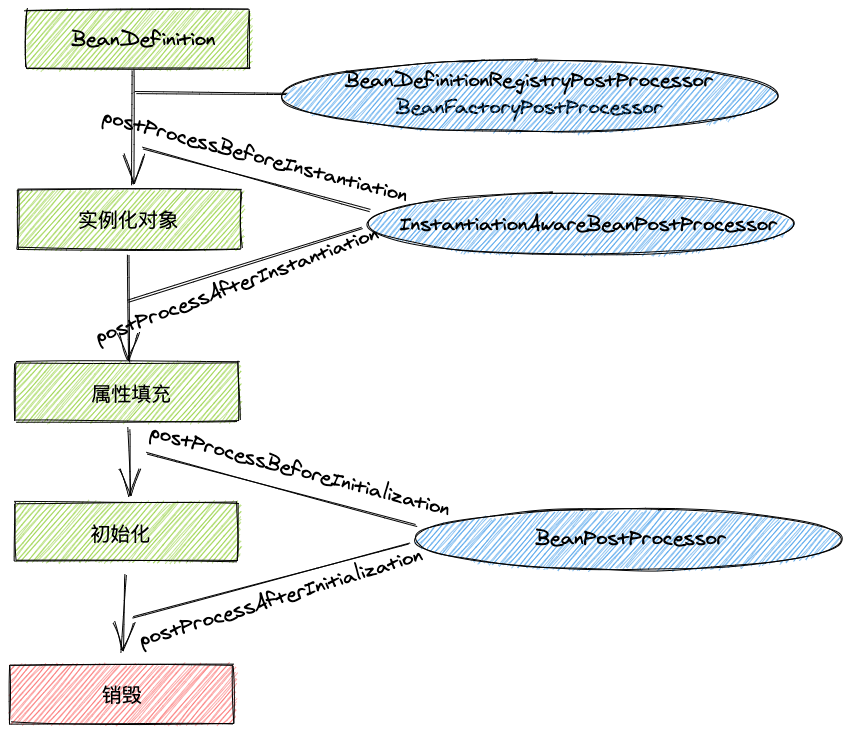 BeanDefinition
BeanDefinitionRegistryPostProcessor
BeanFactoryPostProcessor
postProcessBeforeInstantiation
实例化对象
InstantiationAwareBeanPostProcessor
postProcessAfterInstantiation
属性填充
postProcessBeforeInitialization
初始化
BeanPostProcessor
postProcessAfterInitialization
销毁